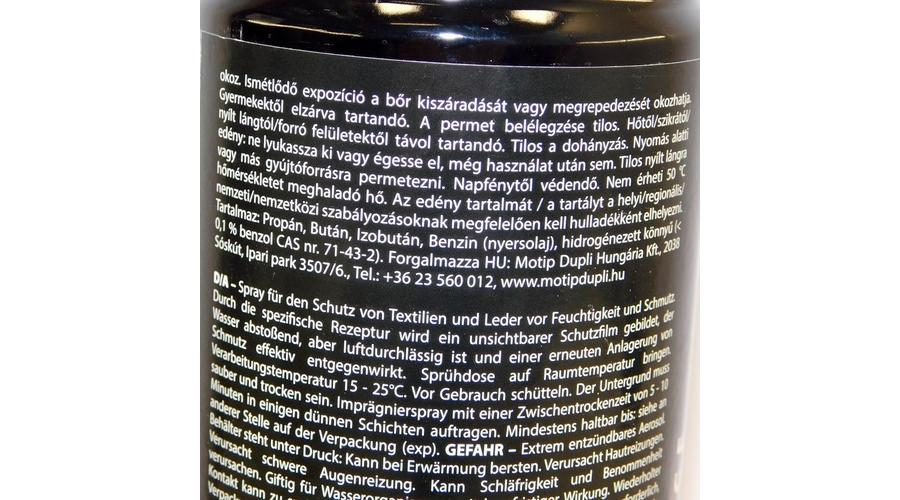 okoz. Ismétlődő expozíció a bőr kiszáradását vagy megrepedezését okozhatja.
Gyermekektől elzárva tartandó. A permet belélegzése tilos. Hőtől/szikrától/
nyílt lángtól/forró felületektől távol tartandó. Tilos a dohányzás. Nyomás alatti
edény: ne lyukassza ki vagy égesse el, még használat után sem. Tilos nyílt lángra
vagy más gyújtóforrásra permetezni. Napfénytől védendő. Nem érheti 50 °C
hőmérsékletet meghaladó hő. Az edény tartalmát / a tartályt a helyi/regionális/
nemzeti/nemzetközi szabályozásoknak megfelelően kell hulladékként elhelyezni.
Tartalmaz: Propán, Bután, Izobután, Benzin (nyersolaj), hidrogénezett könnyű (<
0,1 % benzol CAS nr. 71-43-2). Forgalmazza HU: Motip Dupli Hungária Kft., 2038
Sóskút, Ipari park 3507/6., Tel.: +36 23 560 012, www.motipdupli.hu
D/A – Spray für den Schutz von Textilien und Leder vor Feuchtigkeit und Schmutz.
Durch die spezifische Rezeptur wird ein unsichtbarer Schutzfilm gebildet, der
Wasser abstoßend, aber luftdurchlässig ist und einer erneuten Anlagerung von
Schmutz effektiv entgegenwirkt. Sprühdose auf Raumtemperatur bringen.
Verarbeitungstemperatur 15 - 25°C. Vor Gebrauch schütteln. Der Untergrund muss
sauber und trocken sein. Imprägnierspray mit einer Zwischentrockenzeit von 5 - 10
Minuten in einigen dünnen Schichten auftragen. Mindestens haltbar bis: siehe an
anderer Stelle auf der Verpackung (exp). GEFAHR – Extrem entzündbares Aerosol.
Behälter steht unter Druck: Kann bei Erwärmung bersten. Verursacht Hautreizungen.
Verursacht schwere Augenreizung. Kann Schläfrigkeit und Benommenheit
verursachen. Giftig für Wasserorganismen, Wirkung. Wiederholter
Kontakt kann zu